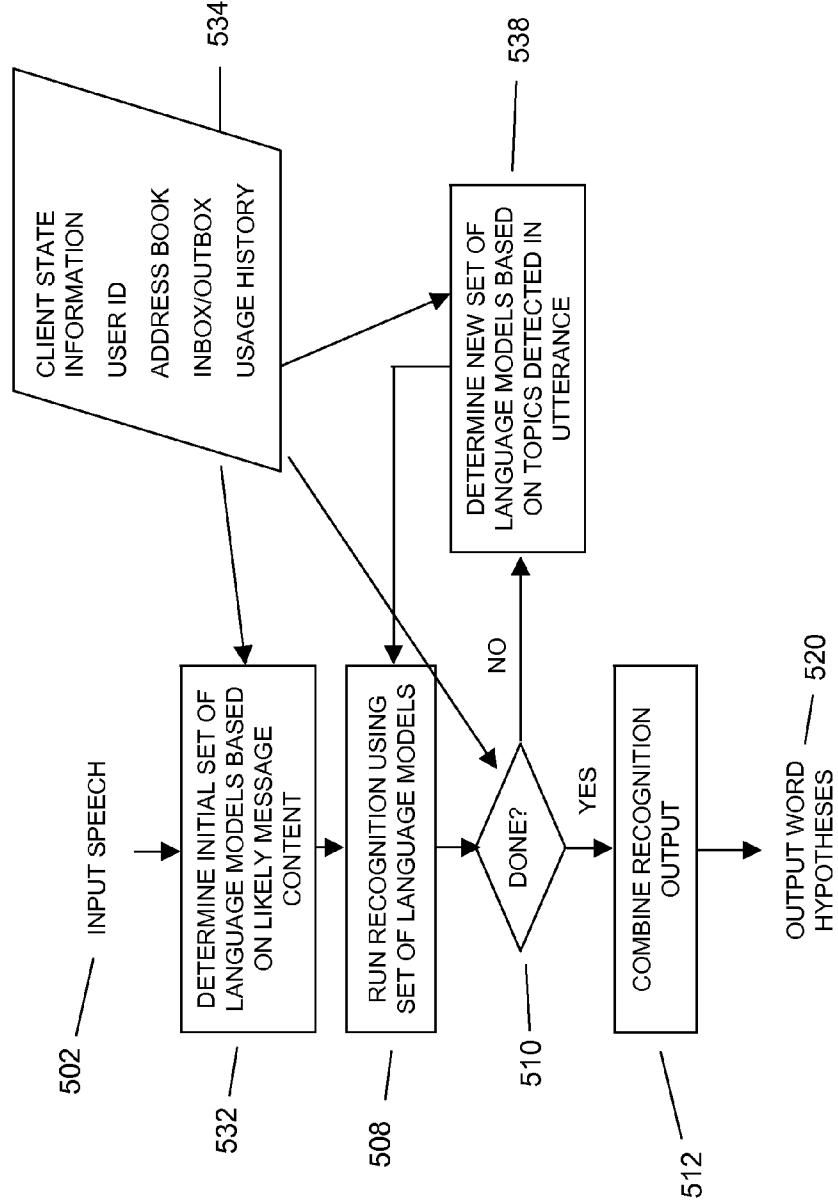 502
INPUT SPEECH
532
DETERMINE INITIAL SET OF
LANGUAGE MODELS BASED
ON LIKELY MESSAGE
CONTENT
534
CLIENT STATE
INFORMATION
USER ID
ADDRESS BOOK
INBOX/OUTBOX
USAGE HISTORY
508
RUN RECOGNITION USING
SET OF LANGUAGE MODELS
510
DONE?
NO
YES
538
DETERMINE NEW SET OF
LANGUAGE MODELS BASED
ON TOPICS DETECTED IN
UTTERANCE
512
COMBINE RECOGNITION
OUTPUT
OUTPUT WORD
HYPOTHESES
520